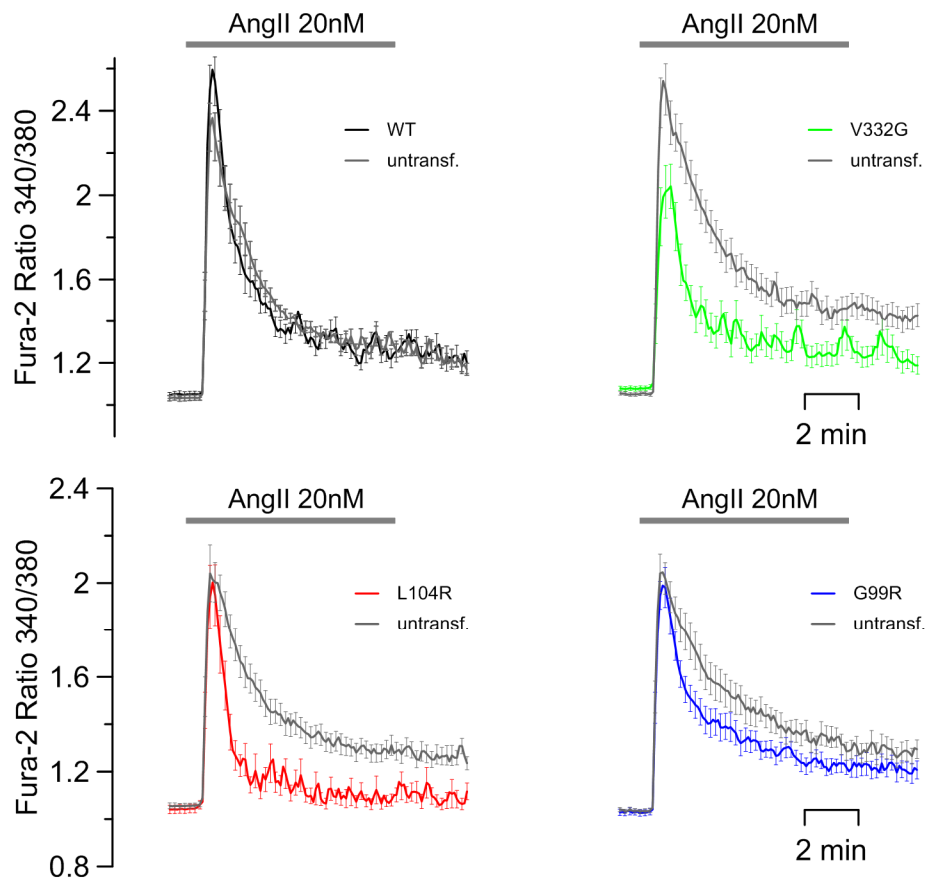 AngII 20nM
AngII 20nM
Fura-2 Ratio 340/380
2.4
2
1.6
1.2
WT
untransf.
V332G
untransf.
2 min
AngII 20nM
AngII 20nM
Fura-2 Ratio 340/380
2.4
2
1.6
1.2
0.8
L104R
untransf.
G99R
untransf.
2 min